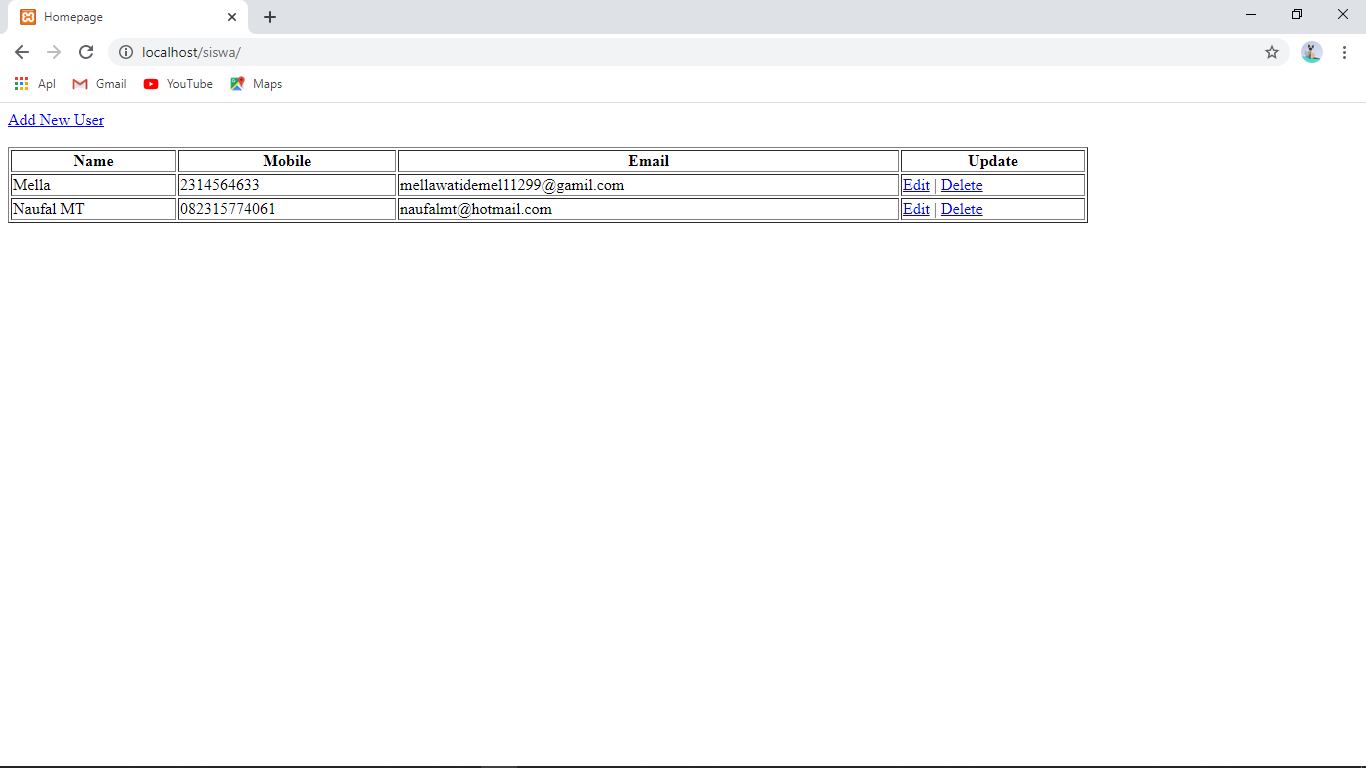 Homepage
localhost/siswa/
Apl Gmail YouTube Maps
Add New User
Name Mobile Email Update
Mella 2314564633 mellawatidemel11299@gamil.com Edit | Delete
Naufal MT 082315774061 naufalmt@hotmail.com Edit | Delete